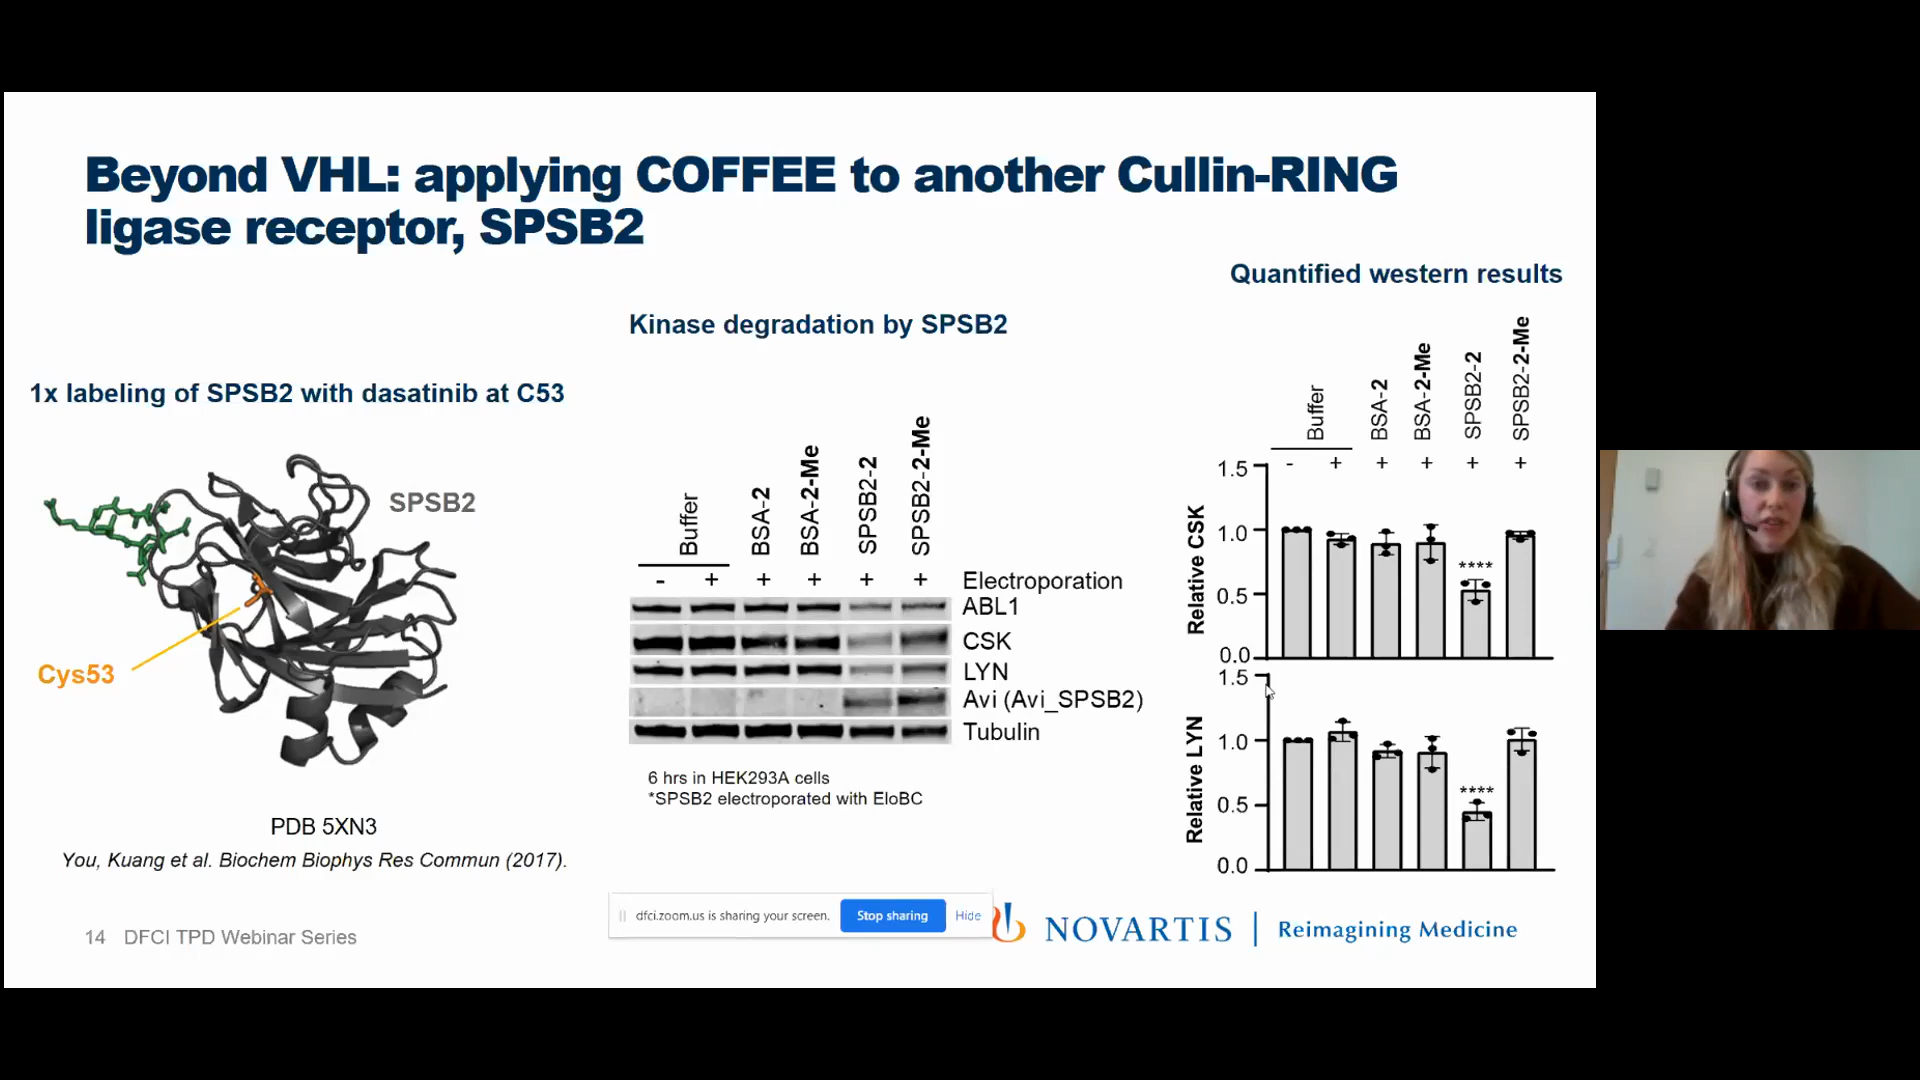 Beyond VHL: applying COFFEE to another Cullin-RING
ligase receptor, SPSB2
Quantified western results
Kinase degradation by SPSB2
1x labeling of SPSB2 with dasatinib at C53
SPSB2
Cys53
PDB 5XN3
You, Kuang et al. Biochem Biophys Res Commun (2017).
Buffer
BSA-2
BSA-2-Me
SPSB2-2
SPSB2-2-Me
- + + + + + Electroporation
ABL1
CSK
LYN
Avi (Avi_SPSB2)
Tubulin
6 hrs in HEK293A cells
*SPSB2 electroporated with EloBC
Buffer
BSA-2
BSA-2-Me
SPSB2-2
SPSB2-2-Me
- + + + + +
Relative CSK
1.5
1.0
0.5
0.0
****
Relative LYN
1.5
1.0
0.5
0.0
****
dfci.zoom.us is sharing your screen.
Stop sharing
Hide
NOVARTIS | Reimagining Medicine
14 DFCI TPD Webinar Series